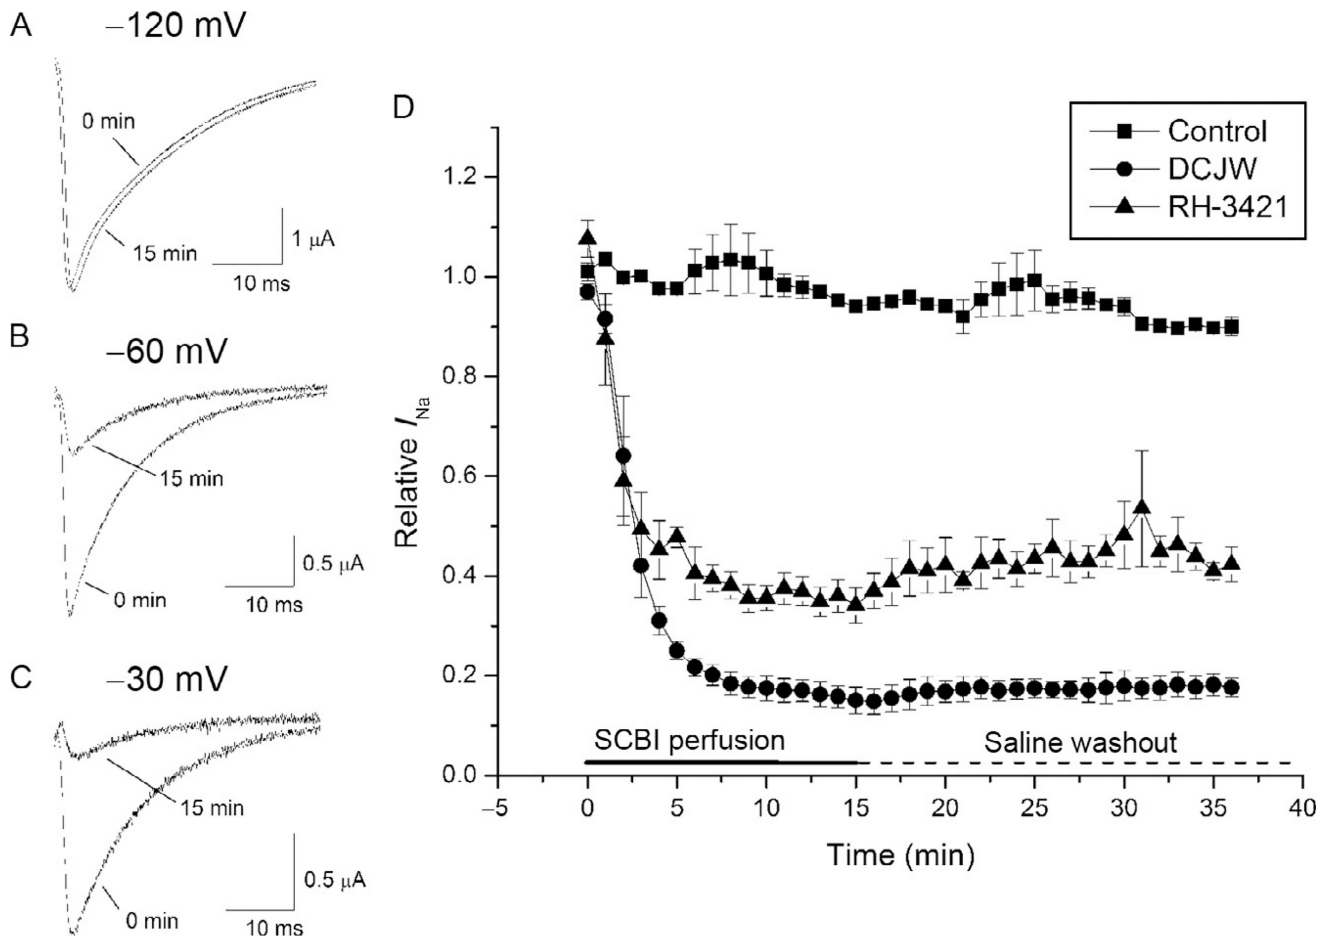 A
−120 mV
0 min
15 min
1 μA
10 ms
B
−60 mV
15 min
0.5 μA
0 min
10 ms
C
−30 mV
15 min
0.5 μA
0 min
10 ms
D
Control
DCJW
RH-3421
1.2
1.0
0.8
0.6
0.4
0.2
0.0
Relative INa
SCBI perfusion
Saline washout
−5 0 5 10 15 20 25 30 35 40
Time (min)